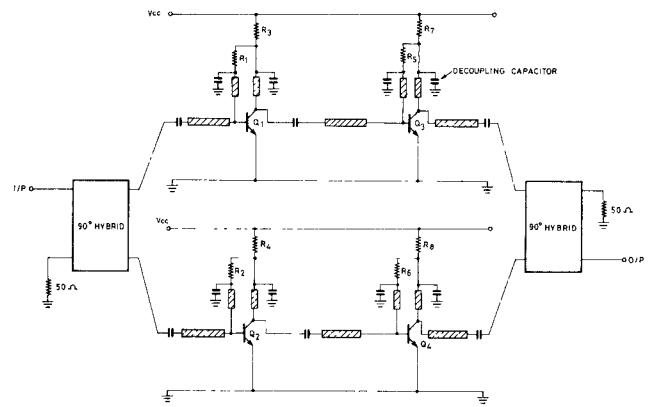 Vcc
R3
R7
R1
R5
DECOUPLING CAPACITOR
Q1
Q3
I/P
90° HYBRID
50 Ω
90° HYBRID
50 Ω
O/P
Vcc
R4
R8
R2
R6
Q2
Q4